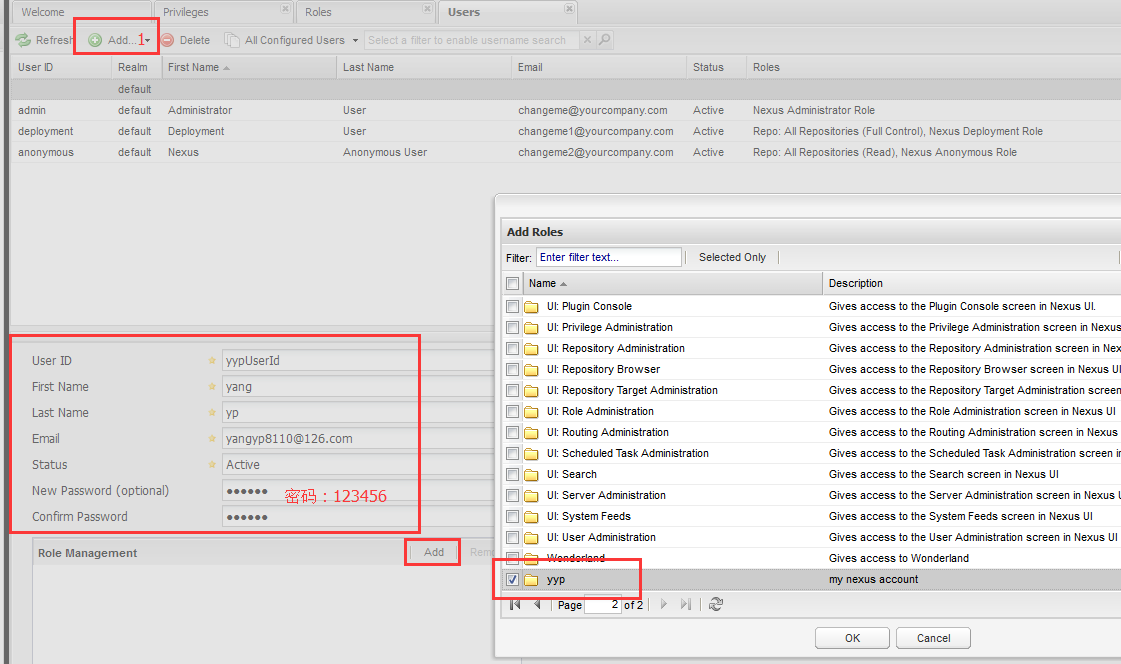 Welcome Privileges Roles Users
Refresh Add... 1 Delete All Configured Users Select a filter to enable username search
User ID Realm First Name Last Name Email Status Roles
default
admin default Administrator User changeme@yourcompany.com Active Nexus Administrator Role
deployment default Deployment User changeme1@yourcompany.com Active Repo: All Repositories (Full Control), Nexus Deployment Role
anonymous default Nexus Anonymous User changeme2@yourcompany.com Active Repo: All Repositories (Read), Nexus Anonymous Role
User ID yypUserId
First Name yang
Last Name yp
Email yangyp8110@126.com
Status Active
New Password (optional) •••••• 密码：123456
Confirm Password ••••••
Role Management Add
Add Roles
Filter: Enter filter text... Selected Only
Name Description
UI: Plugin Console Gives access to the Plugin Console screen in Nexus UI.
UI: Privilege Administration Gives access to the Privilege Administration screen in Nexus
UI: Repository Administration Gives access to the Repository Administration screen in
UI: Repository Browser Gives access to the Repository Browser screen in Nexus
UI: Repository Target Administration Gives access to the Repository Target Administration screen
UI: Role Administration Gives access to the Role Administration screen in Nexus UI
UI: Routing Administration Gives access to the Routing Administration screen in Nexus
UI: Scheduled Task Administration Gives access to the Scheduled Task Administration screen
UI: Search Gives access to the Search screen in Nexus UI
UI: Server Administration Gives access to the Server Administration screen in Nexus
UI: System Feeds Gives access to the System Feeds screen in Nexus UI
UI: User Administration Gives access to the User Administration screen in Nexus UI
Wonderland Gives access to Wonderland
yyp my nexus account
Page 2 of 2
OK Cancel